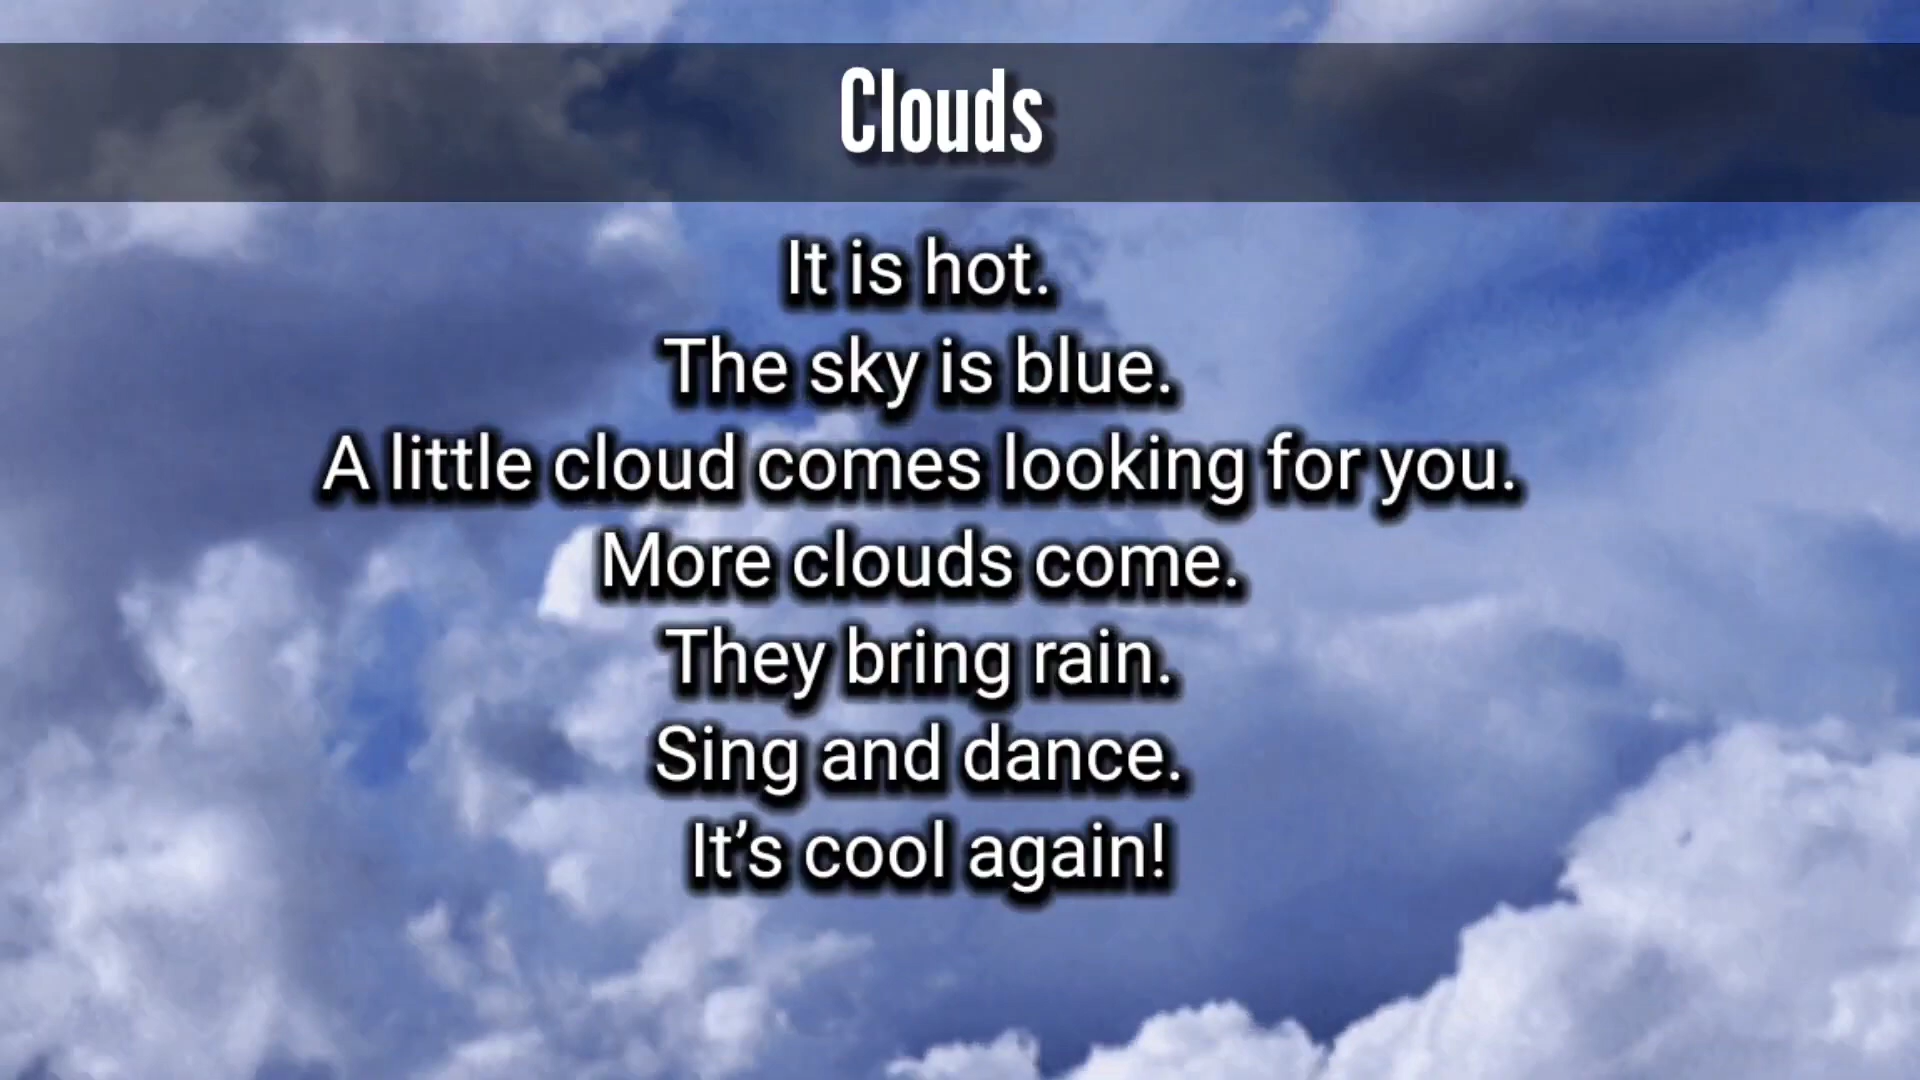 Clouds
It is hot.
The sky is blue.
A little cloud comes looking for you.
More clouds come.
They bring rain.
Sing and dance.
It’s cool again!